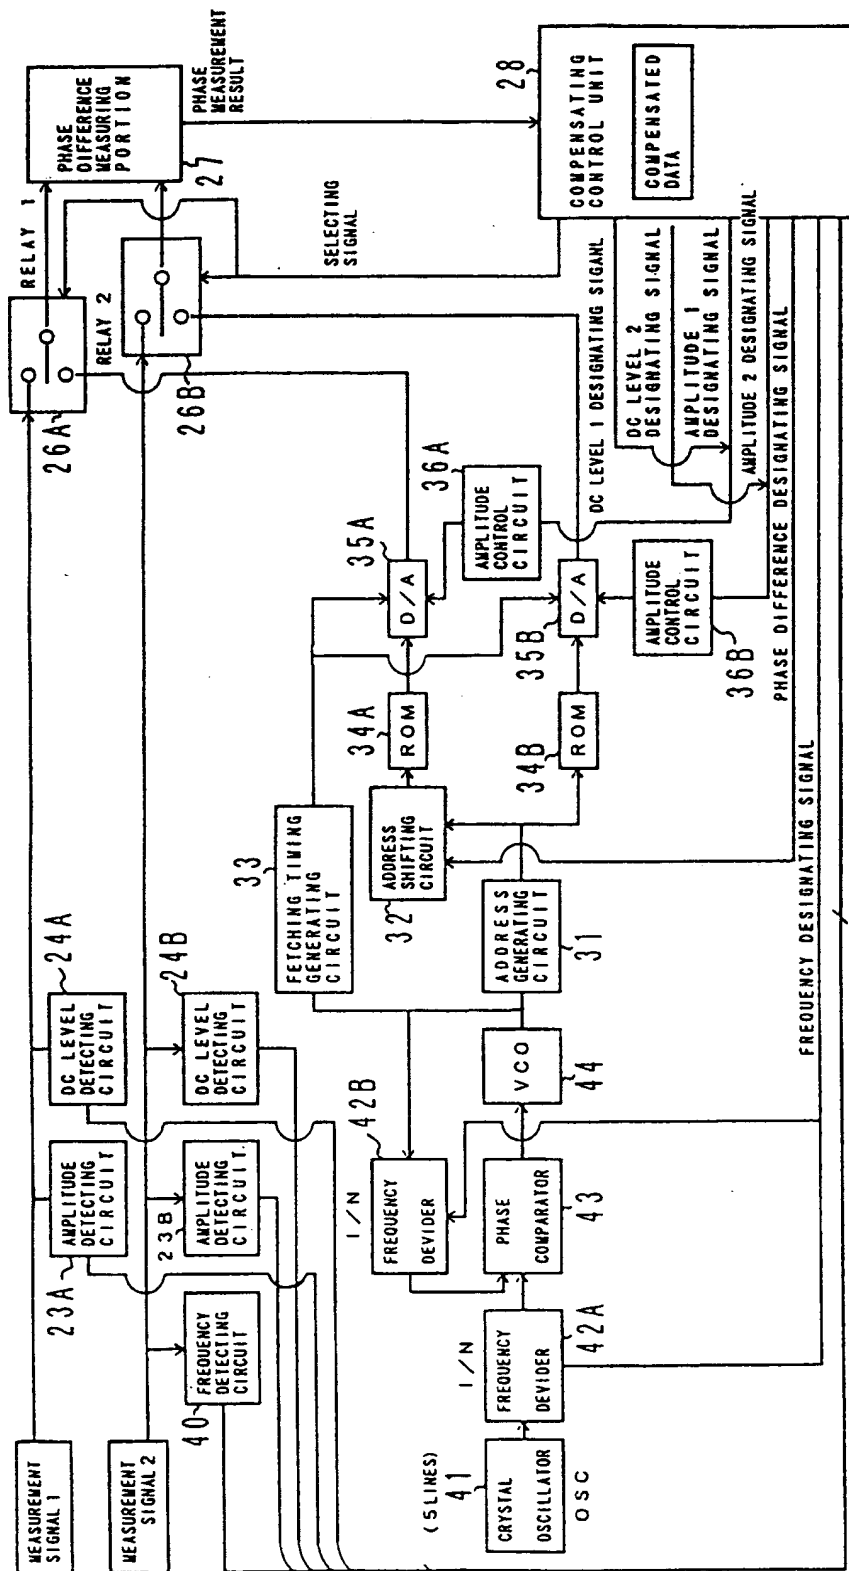 MEASUREMENT
SIGNAL 1
MEASUREMENT
SIGNAL 2
23A
AMPLITUDE
DETECTING
CIRCUIT
24A
DC LEVEL
DETECTING
CIRCUIT
40
FREQUENCY
DETECTING
CIRCUIT
23B
AMPLITUDE
DETECTING
CIRCUIT
24B
DC LEVEL
DETECTING
CIRCUIT
26A
RELAY 1
RELAY 2
26B
PHASE
DIFFERENCE
MEASURING
PORTION
27
PHASE
MEASUREMENT
RESULT
SELECTING
SIGNAL
(5 LINES)
41
CRYSTAL
OSCILLATOR
OSC
1/N
FREQUENCY
DEVIDER
42A
1/N
FREQUENCY
DEVIDER
42B
PHASE
COMPARATOR
43
VCO
44
33
FETCHING TIMING
GENERATING
CIRCUIT
ADDRESS
GENERATING
CIRCUIT
31
ADDRESS
SHIFTING
CIRCUIT
32
34A
ROM
34B
ROM
35A
D/A
35B
D/A
36A
AMPLITUDE
CONTROL
CIRCUIT
AMPLITUDE
CONTROL
CIRCUIT
36B
28
COMPENSATING
CONTROL UNIT
COMPENSATED
DATA
DC LEVEL 1 DESIGNATING SIGANL
DC LEVEL 2
DESIGNATING SIGNAL
AMPLITUDE 1
DESIGNATING SIGNAL
AMPLITUDE 2 DESIGNATING SIGNAL
PHASE DIFFERENCE DESIGNATING SIGNAL
FREQUENCY DESIGNATING SIGNAL